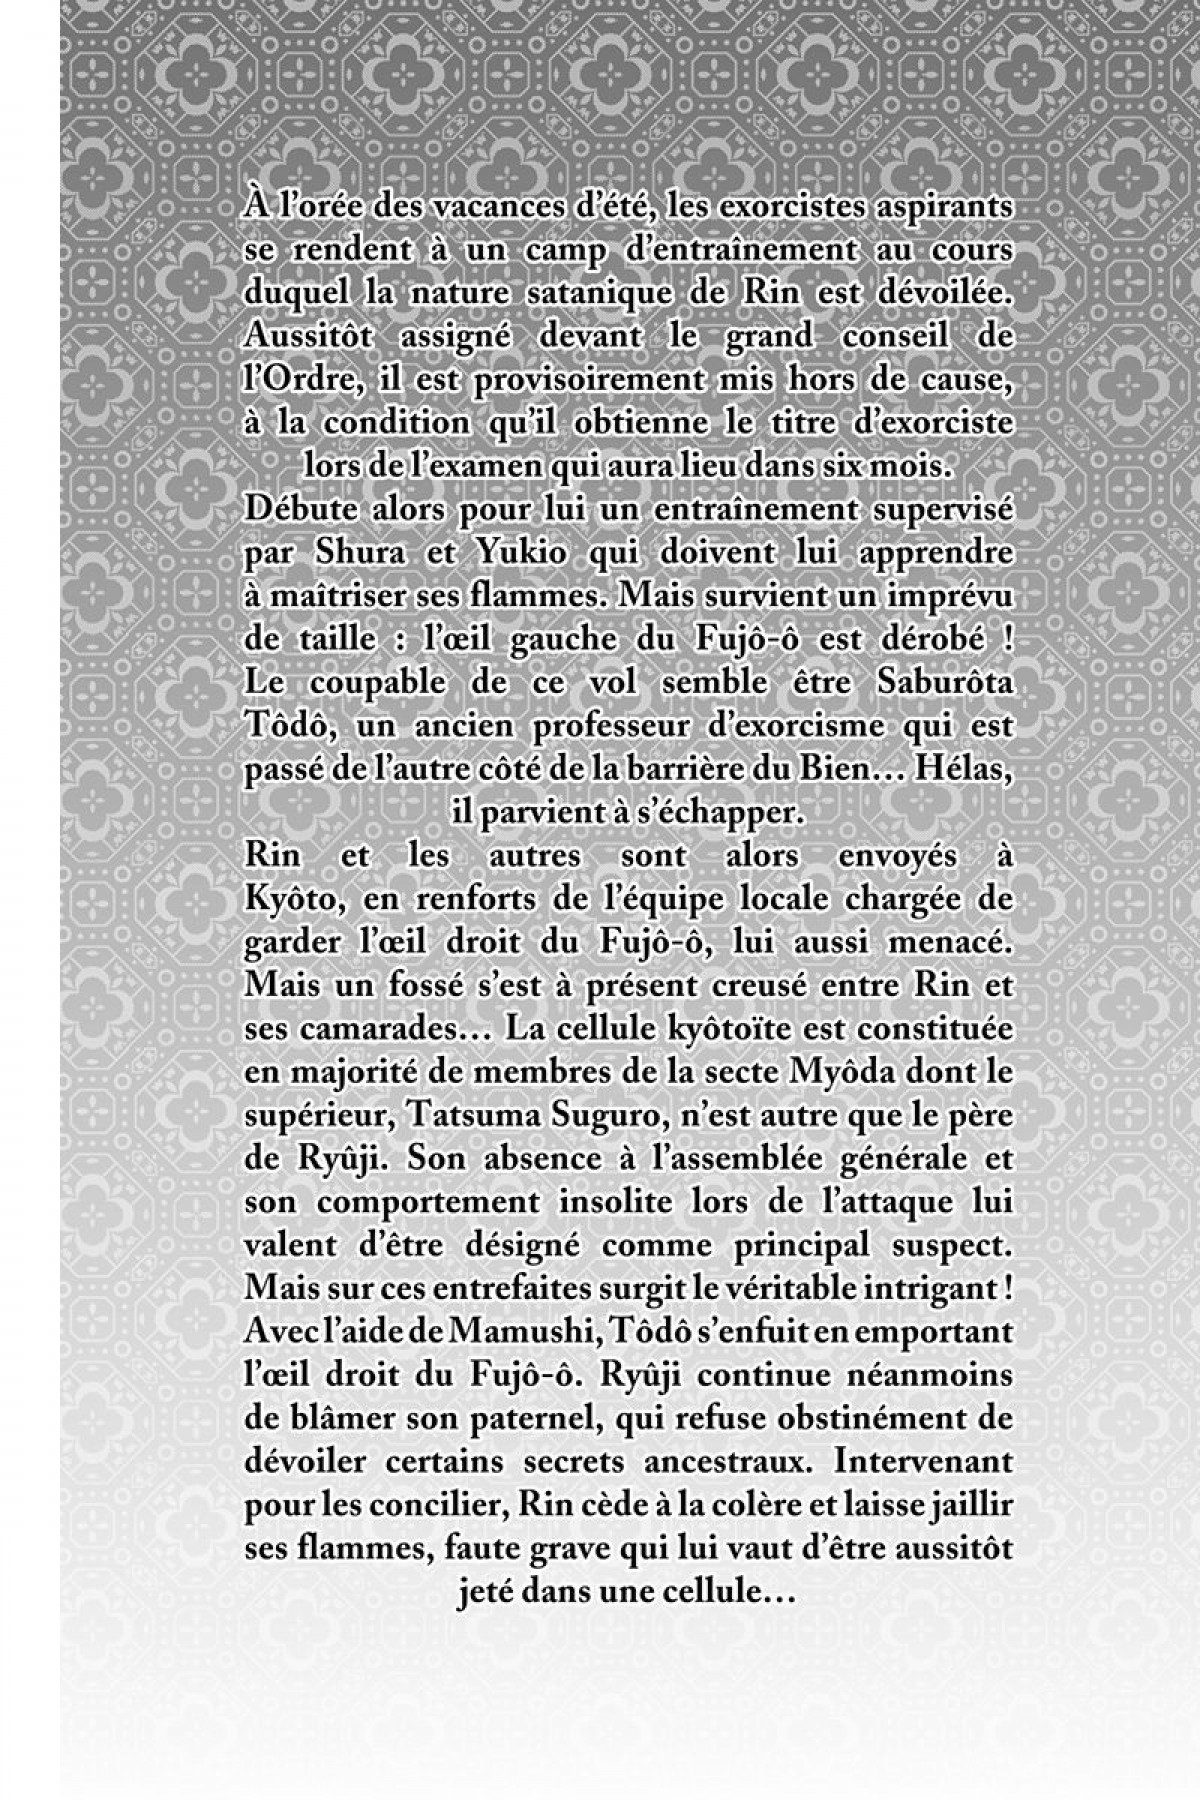 À l’orée des vacances d’été, les exorcistes aspirants
se rendent à un camp d’entraînement au cours
duquel la nature satanique de Rin est dévoilée.
Aussitôt assigné devant le grand conseil de
l’Ordre, il est provisoirement mis hors de cause,
à la condition qu’il obtienne le titre d’exorciste
lors de l’examen qui aura lieu dans six mois.
Débute alors pour lui un entraînement supervisé
par Shura et Yukio qui doivent lui apprendre
à maîtriser ses flammes. Mais survient un imprévu
de taille : l’œil gauche du Fujô-ô est dérobé !
Le coupable de ce vol semble être Saburôta
Tôdô, un ancien professeur d’exorcisme qui est
passé de l’autre côté de la barrière du Bien… Hélas,
il parvient à s’échapper.
Rin et les autres sont alors envoyés à
Kyôto, en renforts de l’équipe locale chargée de
garder l’œil droit du Fujô-ô, lui aussi menacé.
Mais un fossé s’est à présent creusé entre Rin et
ses camarades… La cellule kyôtoïte est constituée
en majorité de membres de la secte Myôda dont le
supérieur, Tatsuma Suguro, n’est autre que le père
de Ryûji. Son absence à l’assemblée générale et
son comportement insolite lors de l’attaque lui
valent d’être désigné comme principal suspect.
Mais sur ces entrefaites surgit le véritable intrigant !
Avec l’aide de Mamushi, Tôdô s’enfuit en emportant
l’œil droit du Fujô-ô. Ryûji continue néanmoins
de blâmer son paternel, qui refuse obstinément de
dévoiler certains secrets ancestraux. Intervenant
pour les concilier, Rin cède à la colère et laisse jaillir
ses flammes, faute grave qui lui vaut d’être aussitôt
jeté dans une cellule…